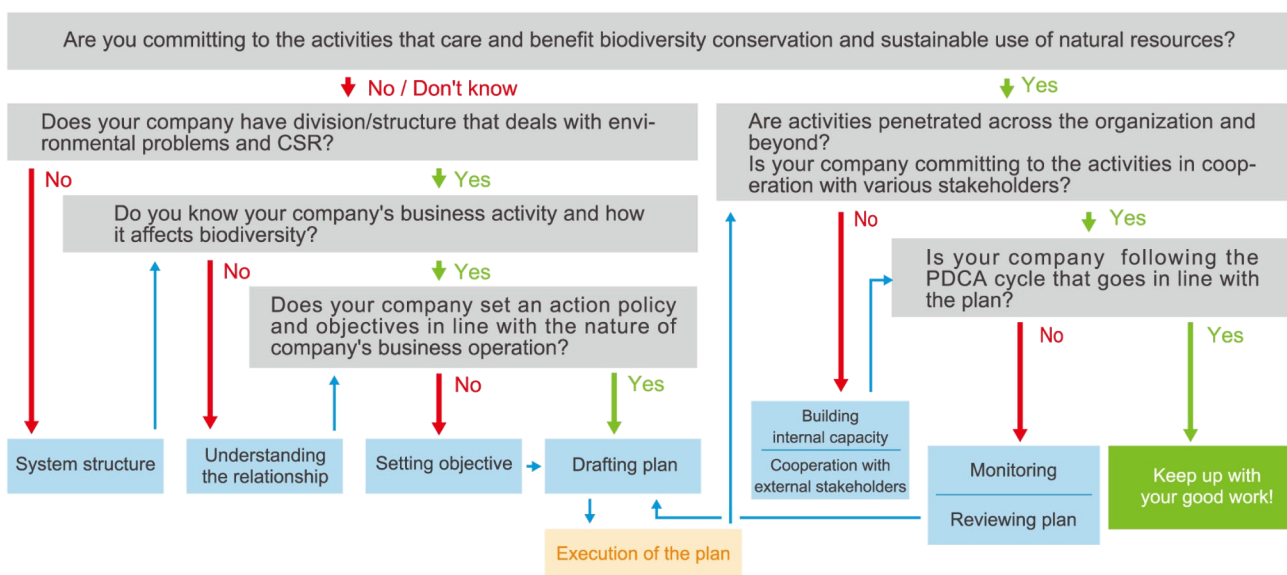 Are you committing to the activities that care and benefit biodiversity conservation and sustainable use of natural resources?
No / Don't know
Yes
Does your company have division/structure that deals with envi-
ronmental problems and CSR?
Are activities penetrated across the organization and
beyond?
Is your company committing to the activities in coop-
eration with various stakeholders?
No
Yes
Do you know your company's business activity and how
it affects biodiversity?
No
Yes
Is your company following the
PDCA cycle that goes in line with
the plan?
No
Yes
Does your company set an action policy
and objectives in line with the nature of
company's business operation?
No
Yes
No
Yes
System structure
Understanding
the relationship
Setting objective
Drafting plan
Building
internal capacity
Cooperation with
external stakeholders
Monitoring
Reviewing plan
Keep up with
your good work!
Execution of the plan